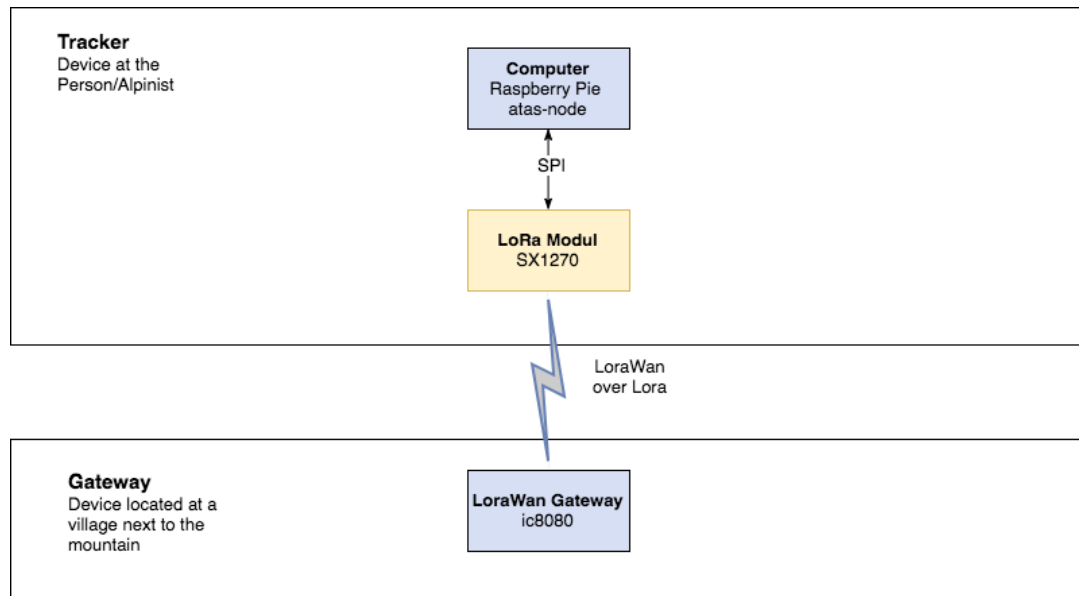 Tracker
Device at the
Person/Alpinist
Computer
Raspberry Pie
atas-node
SPI
LoRa Modul
SX1270
LoraWan
over Lora
Gateway
Device located at a
village next to the
mountain
LoraWan Gateway
ic8080